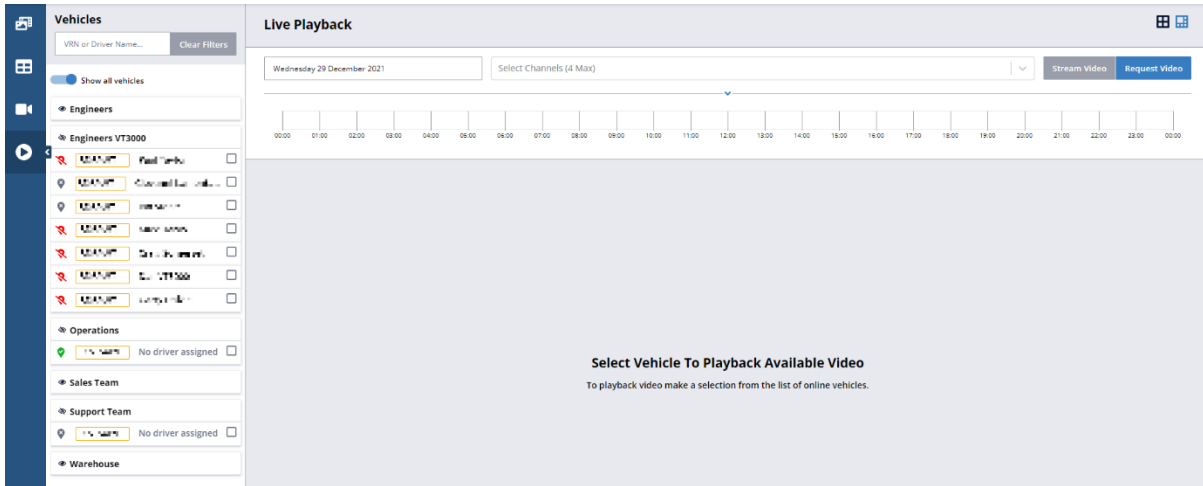 Vehicles
VRN or Driver Name...
Clear Filters
Show all vehicles
Engineers
Engineers VT3000
Operations
No driver assigned
Sales Team
Support Team
No driver assigned
Warehouse
Live Playback
Wednesday 29 December 2021
Select Channels (4 Max)
Stream Video
Request Video
00:00 01:00 02:00 03:00 04:00 05:00 06:00 07:00 08:00 09:00 10:00 11:00 12:00 13:00 14:00 15:00 16:00 17:00 18:00 19:00 20:00 21:00 22:00 23:00 00:00
Select Vehicle To Playback Available Video
To playback video make a selection from the list of online vehicles.